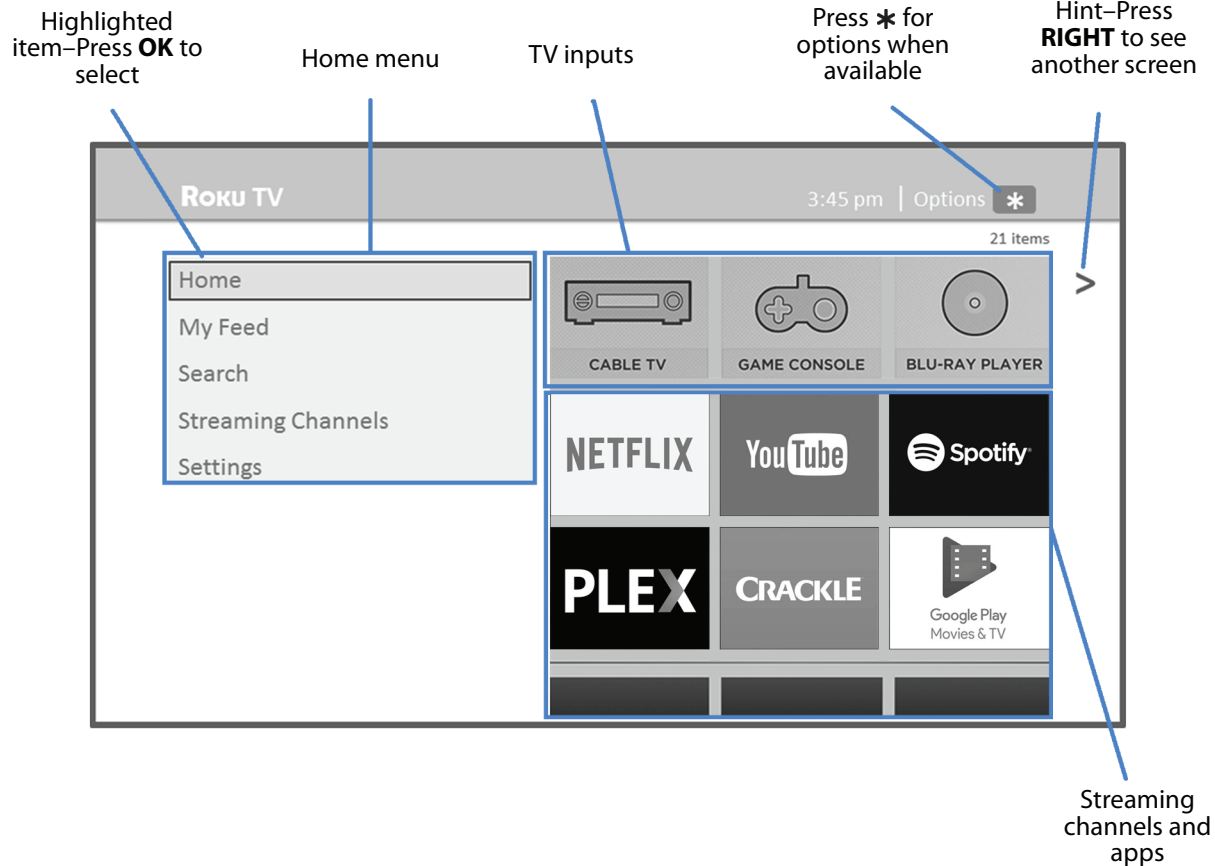 Highlighted
item–Press OK to
select
Home menu
TV inputs
Press * for
options when
available
Hint–Press
RIGHT to see
another screen
Roku TV
3:45 pm | Options *
21 items
Home
My Feed
Search
Streaming Channels
Settings
CABLE TV
GAME CONSOLE
BLU-RAY PLAYER
>
NETFLIX
YouTube
Spotify
PLEX
CRACKLE
Google Play
Movies & TV
Streaming
channels and
apps